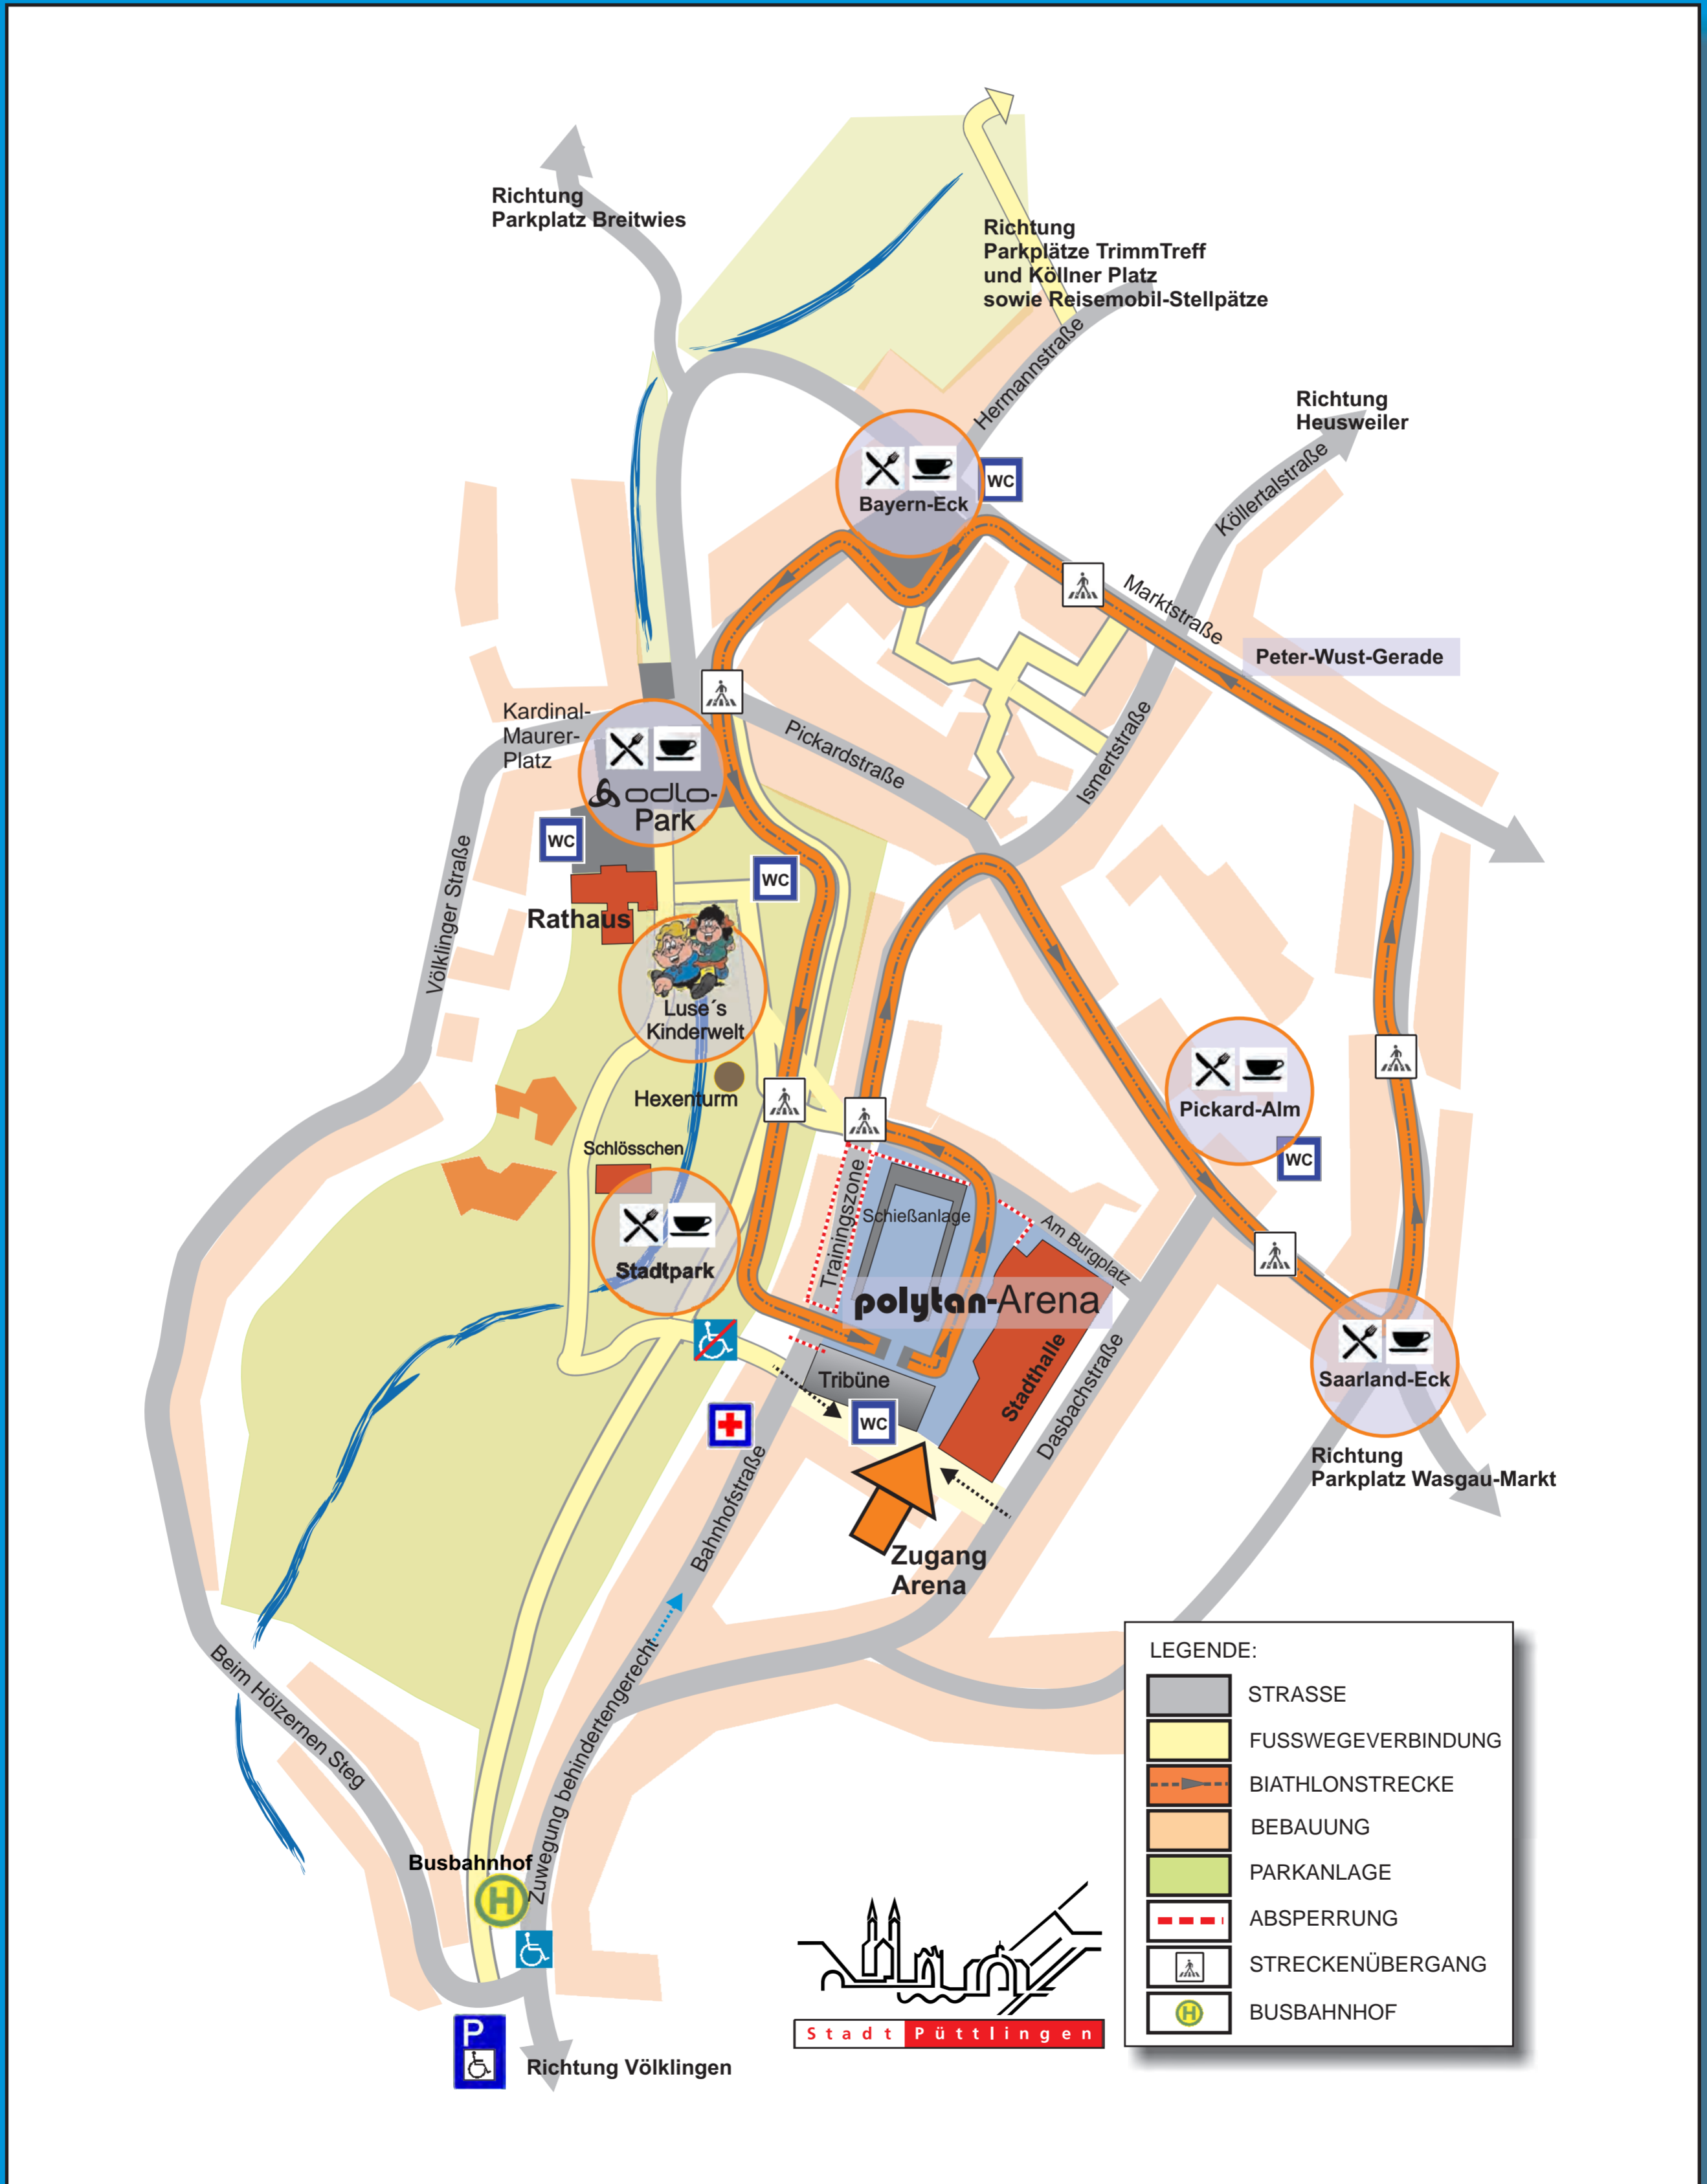 Richtung
Parkplatz Breitwies
Richtung
Parkplätze TrimmTreff
und Köllner Platz
sowie Reisemobil-Stellpätze
Hermannstraße
Richtung
Heusweiler
Köllertalstraße
Bayern-Eck
WC
Marktstraße
Peter-Wust-Gerade
Kardinal-
Maurer-
Platz
Pickardstraße
Ismertstraße
odlo-
Park
WC
WC
Völklinger Straße
Rathaus
Luse´s
Kinderwelt
Hexenturm
Pickard-Alm
WC
Schlösschen
Trainingszone
Schießanlage
Am Burgplatz
Stadtpark
polytan-Arena
Stadthalle
Dasbachstraße
Saarland-Eck
Tribüne
WC
Richtung
Parkplatz Wasgau-Markt
Bahnhofstraße
Zugang
Arena
Beim Hölzernen Steg
Zuwegung behindertengerecht
Busbahnhof
H
P
Richtung Völklingen
Stadt Püttlingen
LEGENDE:
STRASSE
FUSSWEGEVERBINDUNG
BIATHLONSTRECKE
BEBAUUNG
PARKANLAGE
ABSPERRUNG
STRECKENÜBERGANG
H BUSBAHNHOF